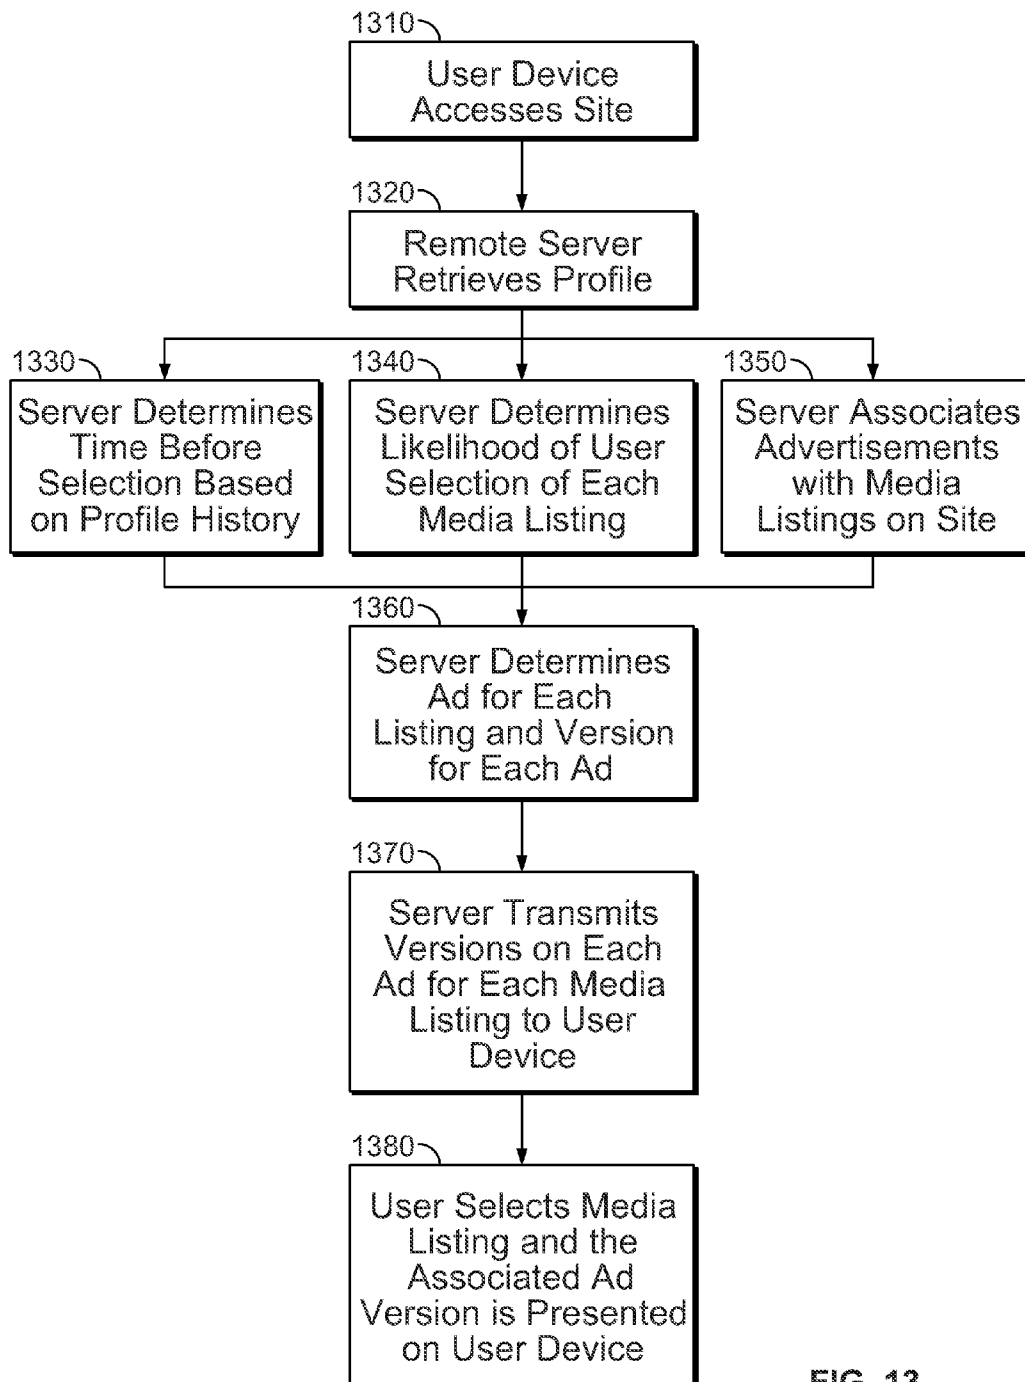 1310
User Device
Accesses Site
1320
Remote Server
Retrieves Profile
1330
Server Determines
Time Before
Selection Based
on Profile History
1340
Server Determines
Likelihood of User
Selection of Each
Media Listing
1350
Server Associates
Advertisements
with Media
Listings on Site
1360
Server Determines
Ad for Each
Listing and Version
for Each Ad
1370
Server Transmits
Versions on Each
Ad for Each Media
Listing to User
Device
1380
User Selects Media
Listing and the
Associated Ad
Version is Presented
on User Device
FIG. 13